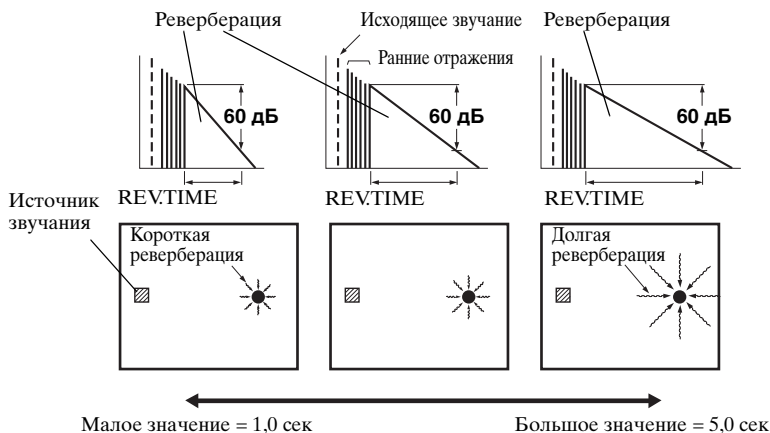 Реверберация
Исходящее звучание
Реверберация
Ранние отражения
60 дБ
60 дБ
60 дБ
REV.TIME
REV.TIME
REV.TIME
Источник
звучания
Короткая
реверберация
Долгая
реверберация
Малое значение = 1,0 сек
Большое значение = 5,0 сек